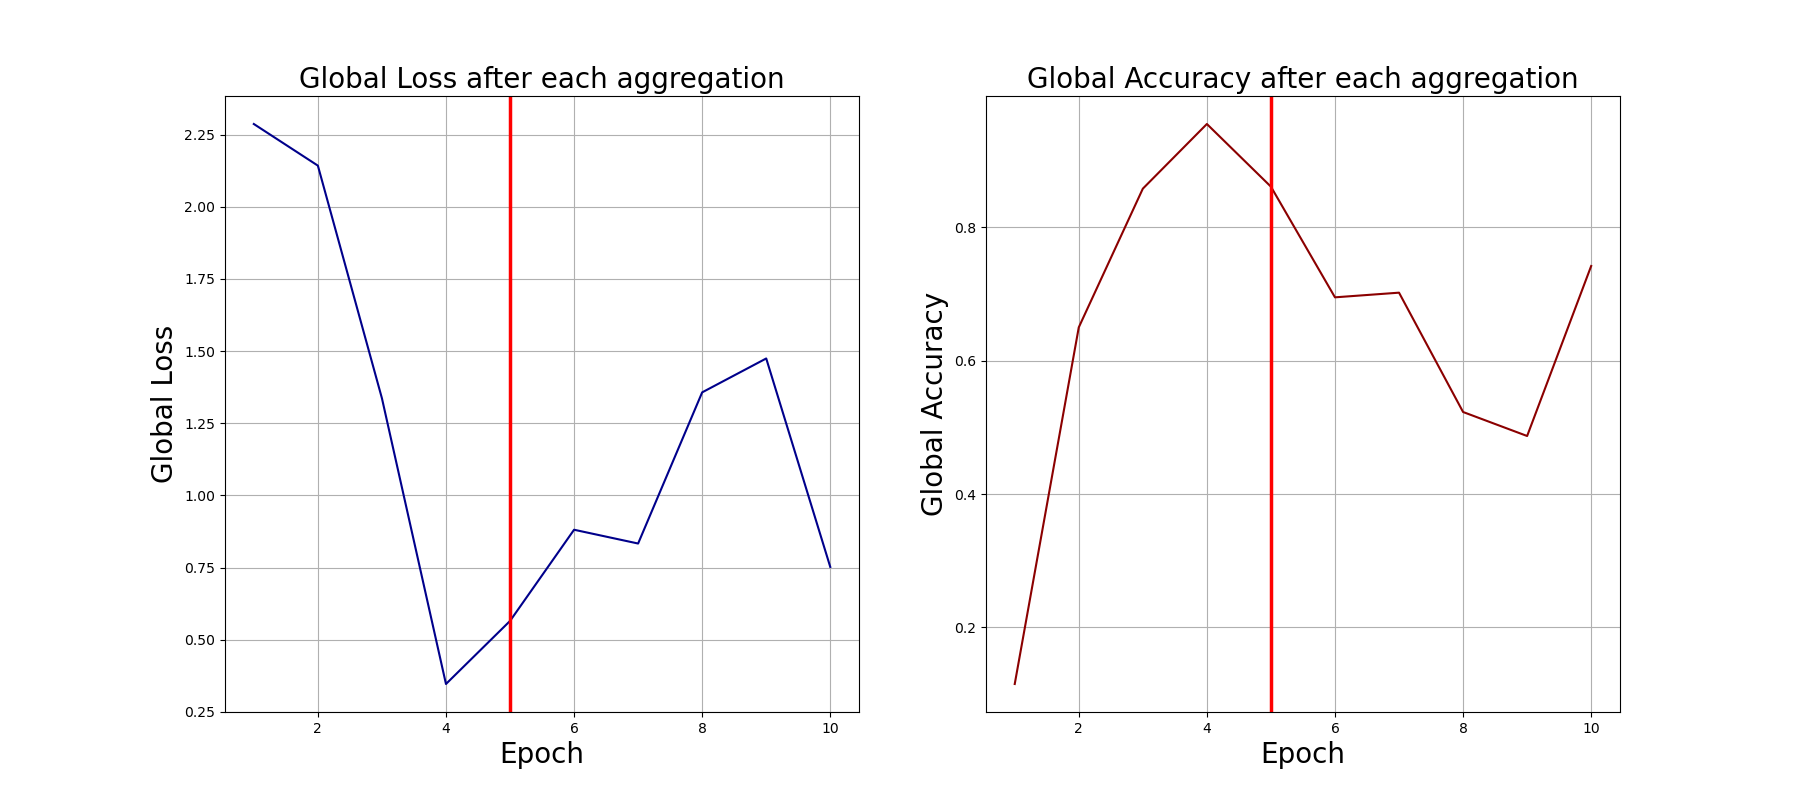 Global Loss after each aggregation
Global Loss
2.25
2.00
1.75
1.50
1.25
1.00
0.75
0.50
0.25
2 4 6 8 10
Epoch
Global Accuracy after each aggregation
Global Accuracy
0.8
0.6
0.4
0.2
2 4 6 8 10
Epoch